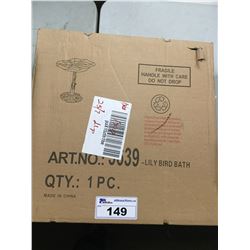 FRAGILE
HANDLE WITH CARE
DO NOT DROP
ART.NO.: 39 -LILY BIRD BATH
QTY.: 1 PC.
MADE IN CHINA
149